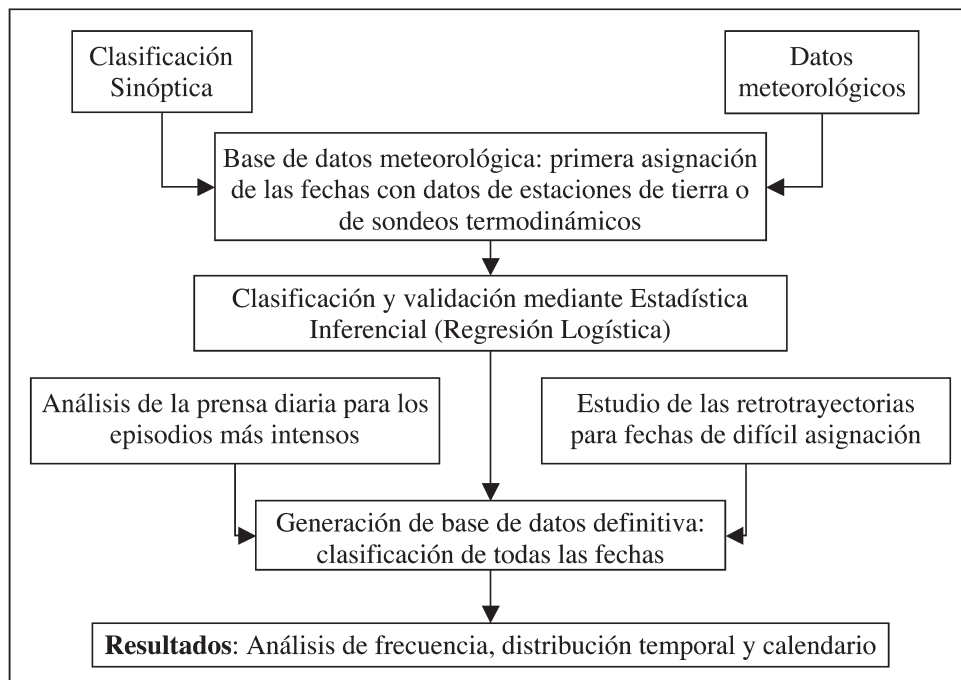 Clasificación
Sinóptica
Datos
meteorológicos
Base de datos meteorológica: primera asignación
de las fechas con datos de estaciones de tierra o
de sondeos termodinámicos
Clasificación y validación mediante Estadística
Inferencial (Regresión Logística)
Análisis de la prensa diaria para los
episodios más intensos
Estudio de las retrotrayectorias
para fechas de difícil asignación
Generación de base de datos definitiva:
clasificación de todas las fechas
Resultados: Análisis de frecuencia, distribución temporal y calendario